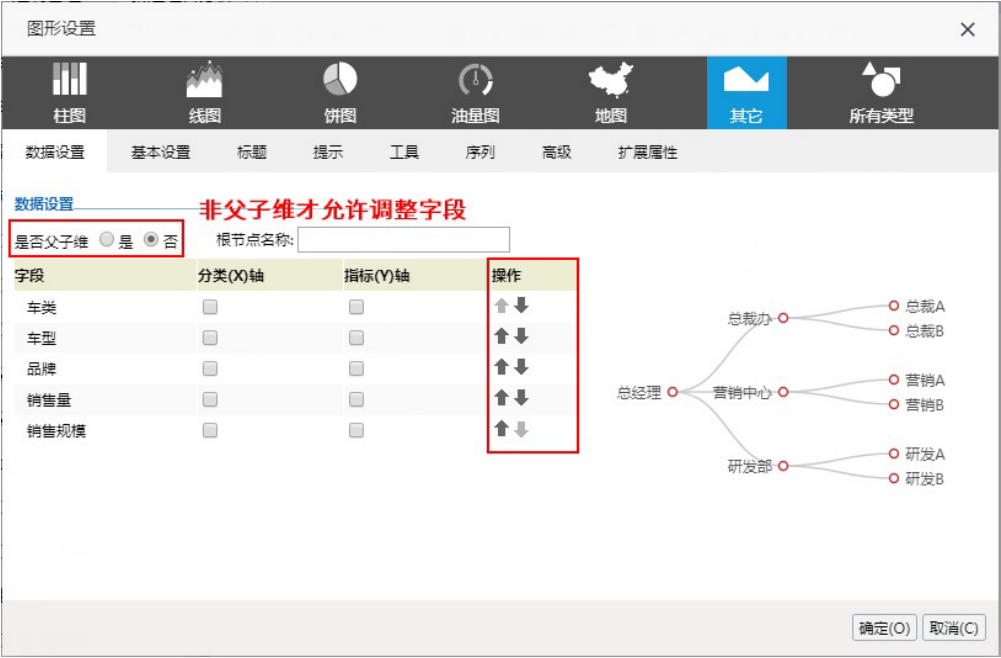 图形设置
柱图 线图 饼图 油量图 地图 其它 所有类型
数据设置 基本设置 标题 提示 工具 序列 高级 扩展属性
数据设置
非父子维才允许调整字段
是否父子维 是 否 根节点名称:
字段 分类(X)轴 指标(Y)轴 操作
车类
车型
品牌
销售量
销售规模
总裁办 总裁A
总裁B
总经理 营销中心 营销A
营销B
研发部 研发A
研发B
确定(O) 取消(C)